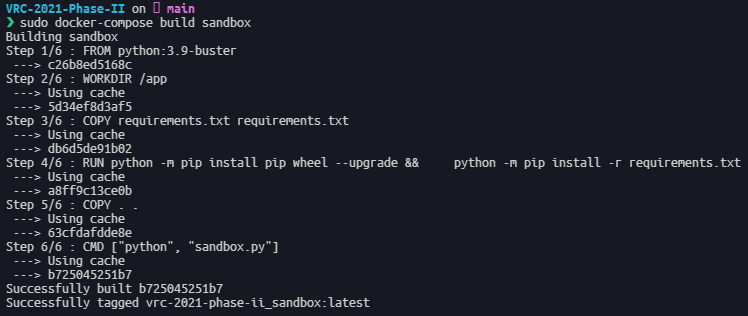 VRC-2021-Phase-II on main
❯ sudo docker-compose build sandbox
Building sandbox
Step 1/6 : FROM python:3.9-buster
---> c26b8ed5168c
Step 2/6 : WORKDIR /app
---> Using cache
---> 5d34ef8d3af5
Step 3/6 : COPY requirements.txt requirements.txt
---> Using cache
---> db6d5de91b02
Step 4/6 : RUN python -m pip install pip wheel --upgrade &&     python -m pip install -r requirements.txt
---> Using cache
---> a8ff9c13ce0b
Step 5/6 : COPY . .
---> Using cache
---> 63cfdafdde8e
Step 6/6 : CMD ["python", "sandbox.py"]
---> Using cache
---> b725045251b7
Successfully built b725045251b7
Successfully tagged vrc-2021-phase-ii_sandbox:latest